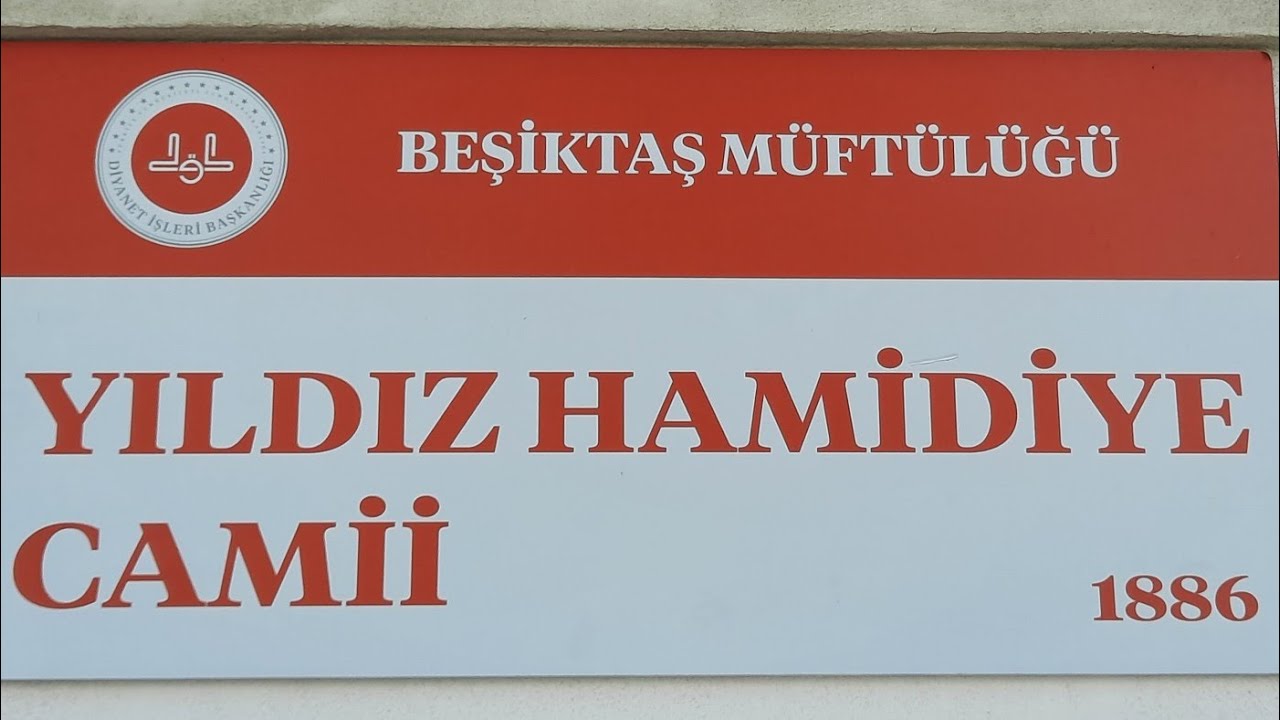 BEŞİKTAŞ MÜFTÜLÜĞÜ
DİYANET İŞLERİ BAŞKANLIĞI
YILDIZ HAMİDİYE
CAMİİ
1886